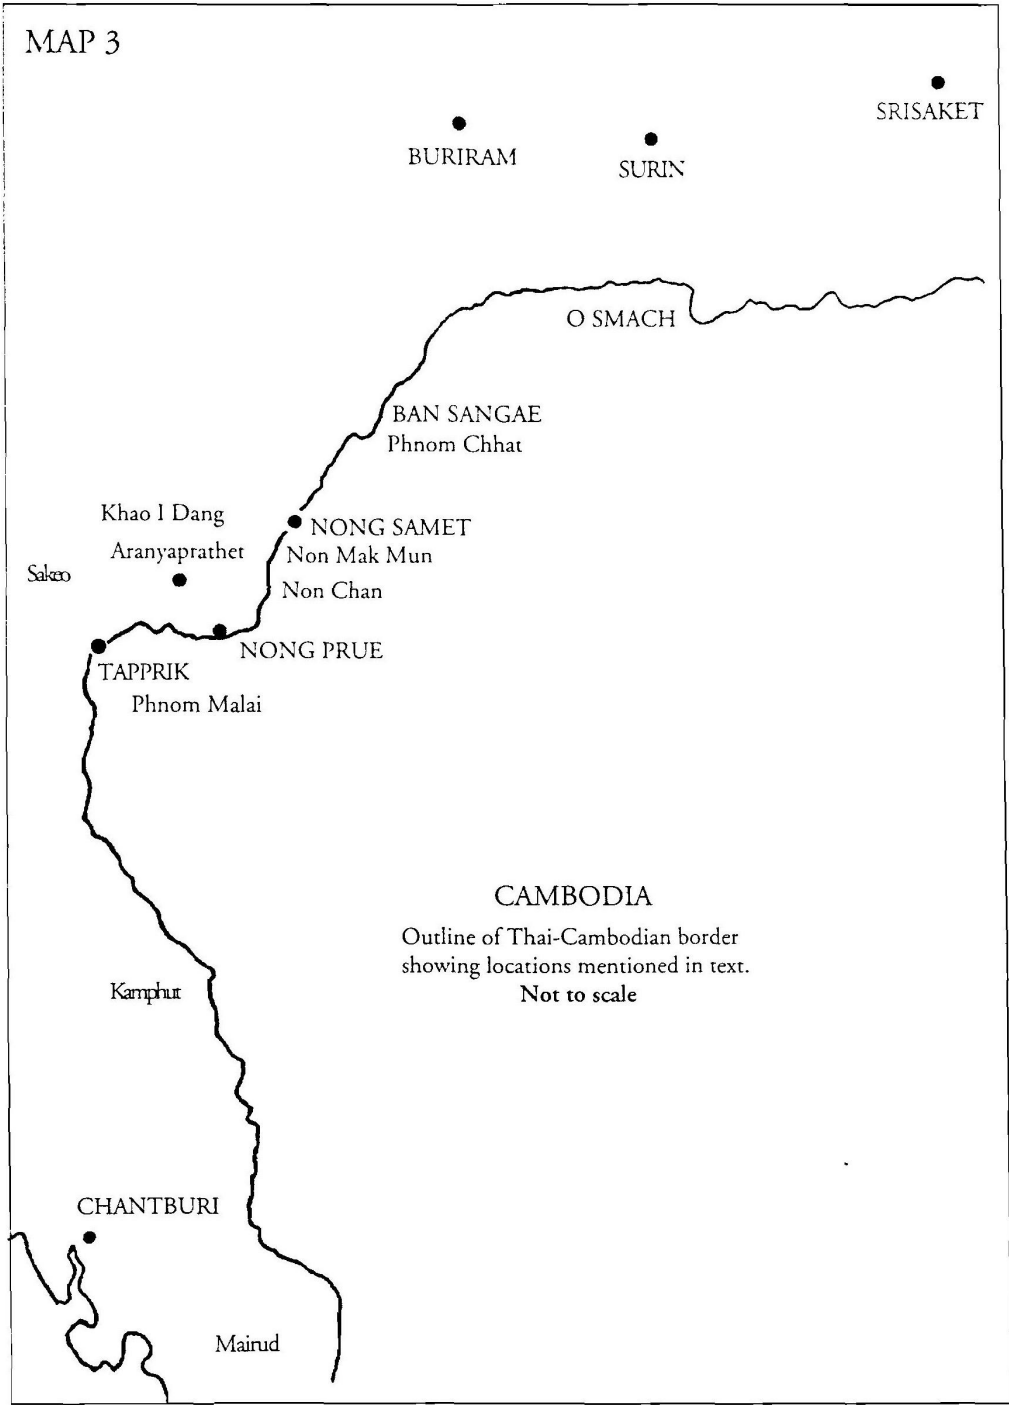 MAP 3
SRISAKET
BURIRAM
SURIN
O SMACH
BAN SANGAE
Phnom Chhat
Khao I Dang
NONG SAMET
Aranyaprathet
Non Mak Mun
Sakeo
Non Chan
NONG PRUE
TAPPRIK
Phnom Malai
CAMBODIA
Outline of Thai-Cambodian border
showing locations mentioned in text.
Not to scale
Kamphut
CHANTBURI
Mairud